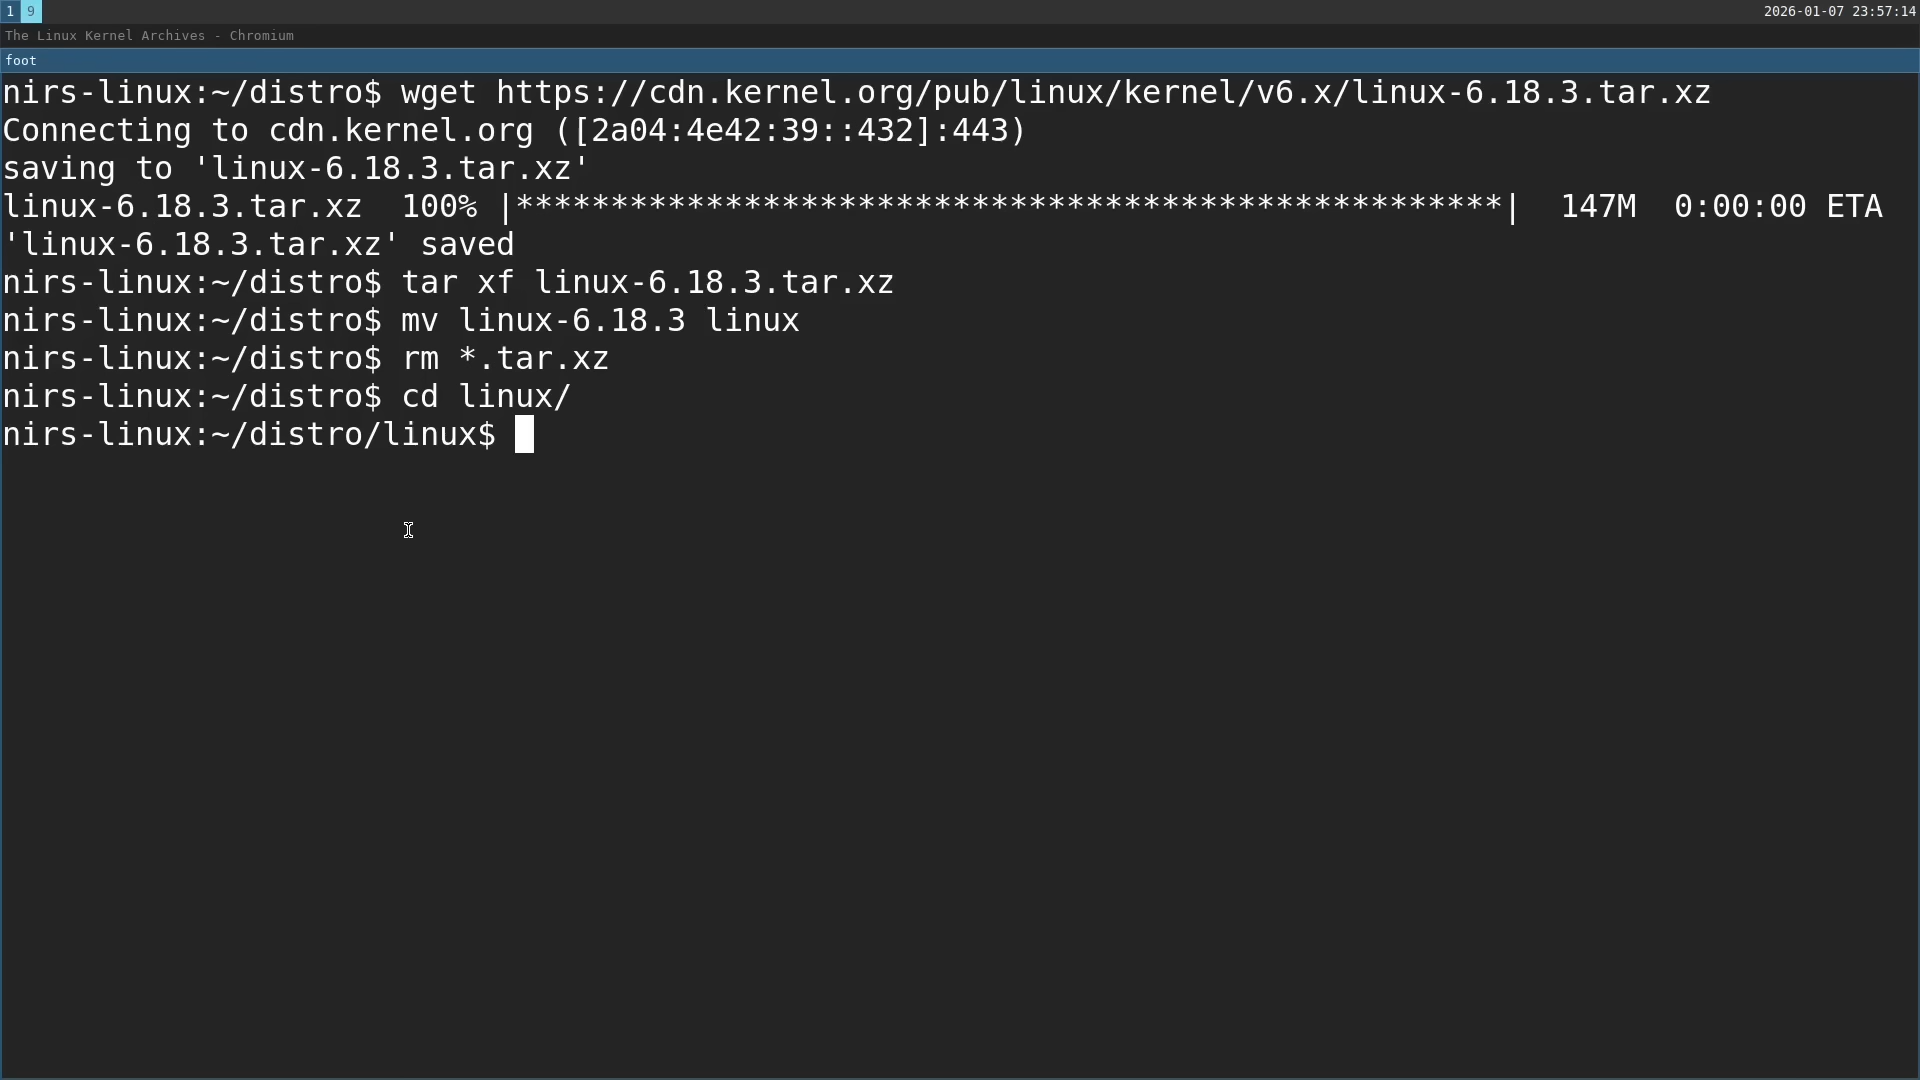 1 9 2026-01-07 23:57:14
The Linux Kernel Archives - Chromium
foot
nirs-linux:~/distro$ wget https://cdn.kernel.org/pub/linux/kernel/v6.x/linux-6.18.3.tar.xz
Connecting to cdn.kernel.org ([2a04:4e42:39::432]:443)
saving to 'linux-6.18.3.tar.xz'
linux-6.18.3.tar.xz  100% |****************************************************|  147M  0:00:00 ETA
'linux-6.18.3.tar.xz' saved
nirs-linux:~/distro$ tar xf linux-6.18.3.tar.xz
nirs-linux:~/distro$ mv linux-6.18.3 linux
nirs-linux:~/distro$ rm *.tar.xz
nirs-linux:~/distro$ cd linux/
nirs-linux:~/distro/linux$